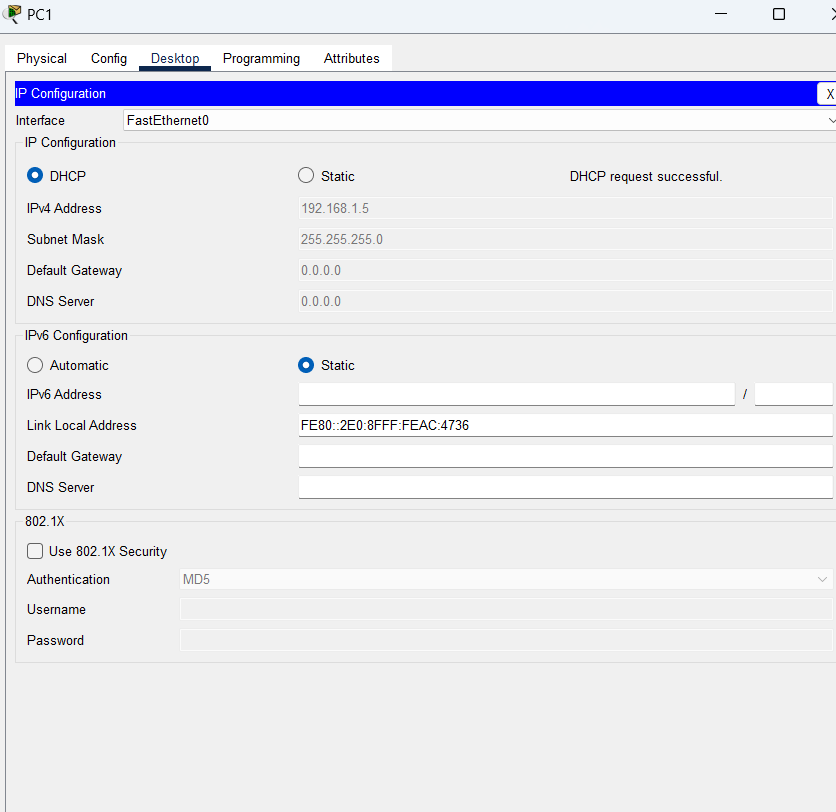 PC1
Physical Config Desktop Programming Attributes
IP Configuration
X
Interface FastEthernet0
IP Configuration
DHCP Static DHCP request successful.
IPv4 Address 192.168.1.5
Subnet Mask 255.255.255.0
Default Gateway 0.0.0.0
DNS Server 0.0.0.0
IPv6 Configuration
Automatic Static
IPv6 Address /
Link Local Address FE80::2E0:8FFF:FEAC:4736
Default Gateway
DNS Server
802.1X
Use 802.1X Security
Authentication MD5
Username
Password